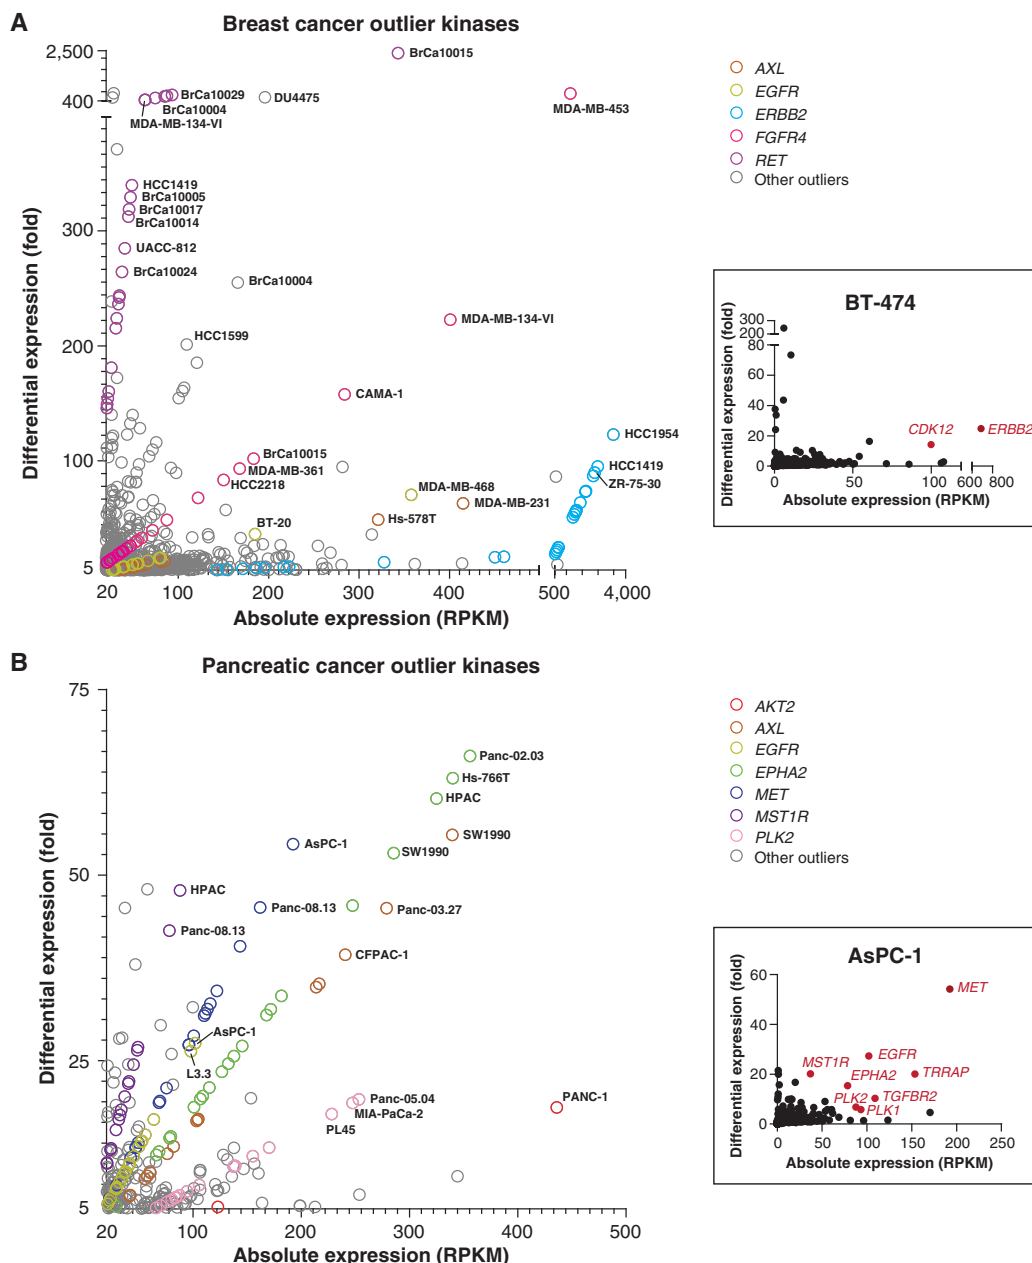 A
Breast cancer outlier kinases
2,500
400
300
200
100
5
Differential expression (fold)
BrCa10015
BrCa10029
BrCa10004
MDA-MB-134-VI
DU4475
MDA-MB-453
HCC1419
BrCa10005
BrCa10017
BrCa10014
UACC-812
BrCa10024
BrCa10004
HCC1599
MDA-MB-134-VI
CAMA-1
HCC1954
BrCa10015
MDA-MB-361
HCC2218
HCC1419
ZR-75-30
MDA-MB-468
MDA-MB-231
Hs-578T
BT-20
20 100 200 300 400 500 4,000
Absolute expression (RPKM)
AXL
EGFR
ERBB2
FGFR4
RET
Other outliers
BT-474
300
200
80
60
40
20
0
Differential expression (fold)
CDK12
ERBB2
0 50 100 600 800
Absolute expression (RPKM)
B
Pancreatic cancer outlier kinases
75
50
25
5
Differential expression (fold)
Panc-02.03
Hs-766T
HPAC
SW1990
AsPC-1
SW1990
HPAC
Panc-08.13
Panc-03.27
Panc-08.13
CFPAC-1
AsPC-1
L3.3
Panc-05.04
MIA-PaCa-2
PL45
PANC-1
20 100 200 300 400 500
Absolute expression (RPKM)
AKT2
AXL
EGFR
EPHA2
MET
MST1R
PLK2
Other outliers
AsPC-1
60
40
20
0
Differential expression (fold)
MET
EGFR
MST1R
TRRAP
EPHA2
TGFBR2
PLK2
PLK1
0 50 100 150 200 250
Absolute expression (RPKM)